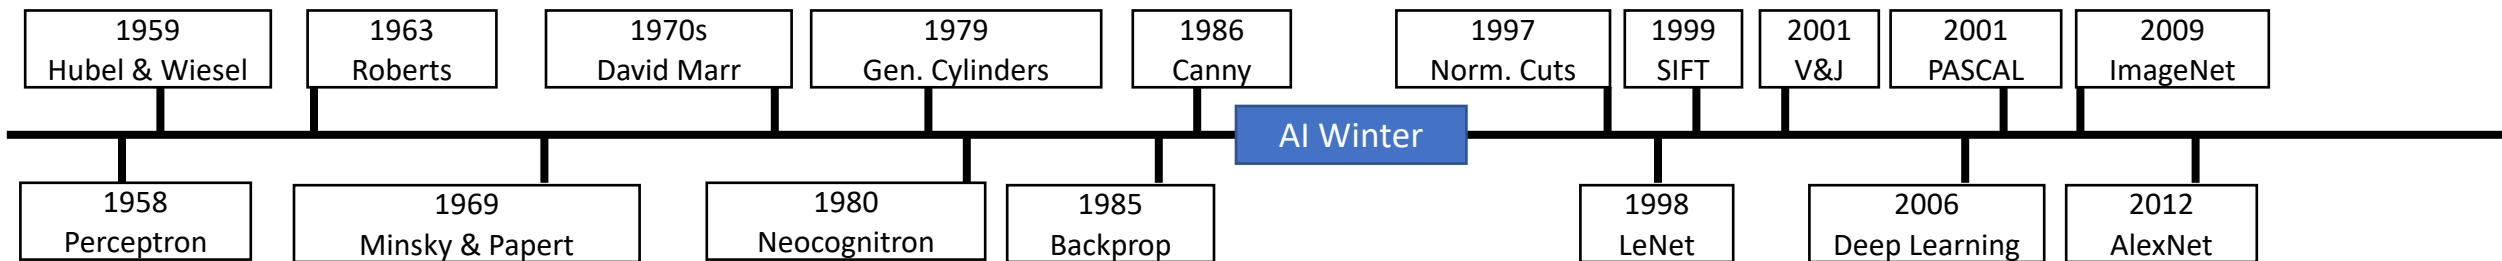 1959
Hubel & Wiesel
1963
Roberts
1970s
David Marr
1979
Gen. Cylinders
1986
Canny
1997
Norm. Cuts
1999
SIFT
2001
V&J
2001
PASCAL
2009
ImageNet
AI Winter
1958
Perceptron
1969
Minsky & Papert
1980
Neocognitron
1985
Backprop
1998
LeNet
2006
Deep Learning
2012
AlexNet